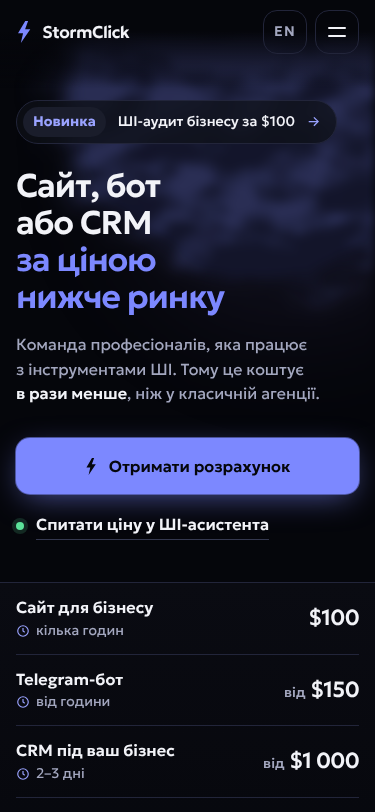 StormClick
EN
Новинка ШІ-аудит бізнесу за $100 →
Сайт, бот
або CRM
за ціною
нижче ринку
Команда професіоналів, яка працює
з інструментами ШІ. Тому це коштує
в рази менше, ніж у класичній агенції.
Отримати розрахунок
Спитати ціну у ШІ-асистента
Сайт для бізнесу
$100
кілька годин
Telegram-бот
від $150
від години
CRM під ваш бізнес
від $1 000
2–3 дні